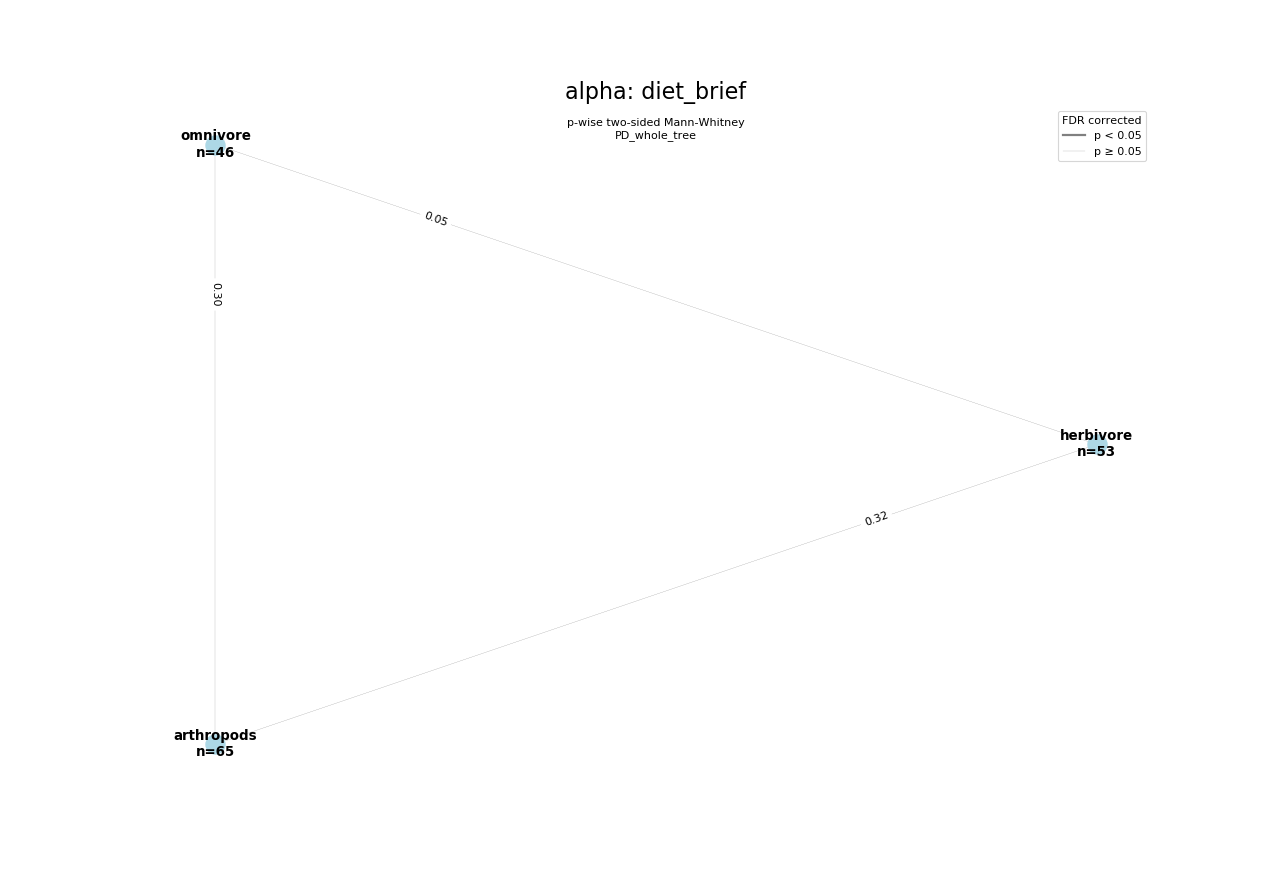 alpha: diet_brief
p-wise two-sided Mann-Whitney
PD_whole_tree
FDR corrected
p < 0.05
p ≥ 0.05
omnivore
n=46
0.05
0.30
herbivore
n=53
0.32
arthropods
n=65